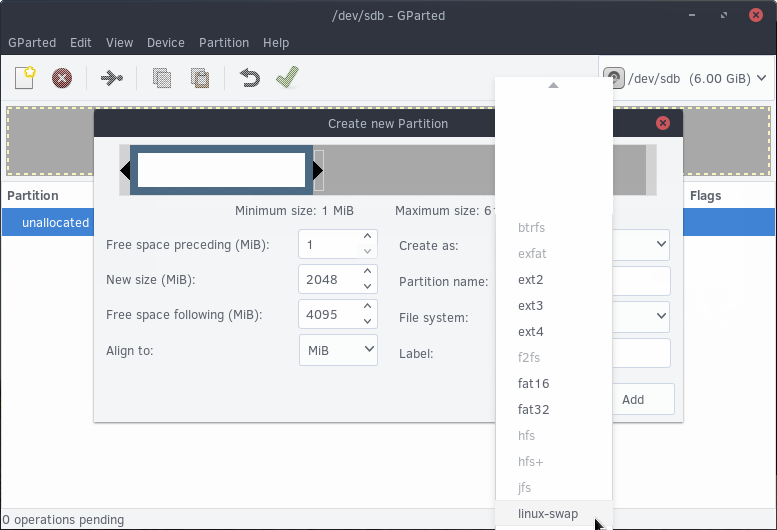 /dev/sdb - GParted
GParted Edit View Device Partition Help
/dev/sdb (6.00 GiB)
Create new Partition
Minimum size: 1 MiB Maximum size: 61
Partition Flags
unallocated
Free space preceding (MiB): 1 Create as:
New size (MiB): 2048 Partition name:
Free space following (MiB): 4095 File system:
Align to: MiB Label:
btrfs
exfat
ext2
ext3
ext4
f2fs
fat16
fat32
hfs
hfs+
jfs
linux-swap
Add
0 operations pending